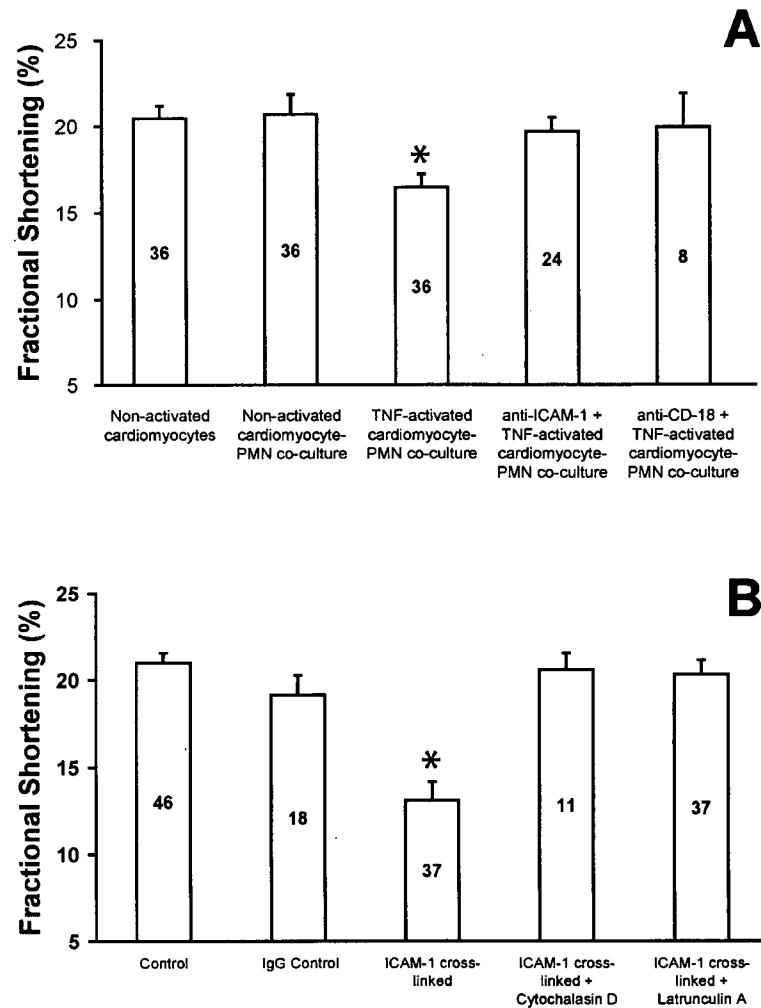 A
Fractional Shortening (%)
25
20
15
10
5
*
36
36
36
24
8
Non-activated
cardiomyocytes
Non-activated
cardiomyocyte-
PMN co-culture
TNF-activated
cardiomyocyte-
PMN co-culture
anti-ICAM-1 +
TNF-activated
cardiomyocyte-
PMN co-culture
anti-CD-18 +
TNF-activated
cardiomyocyte-
PMN co-culture
B
Fractional Shortening (%)
25
20
15
10
5
*
46
18
37
11
37
Control
IgG Control
ICAM-1 cross-
linked
ICAM-1 cross-
linked +
Cytochalasin D
ICAM-1 cross-
linked +
Latrunculin A